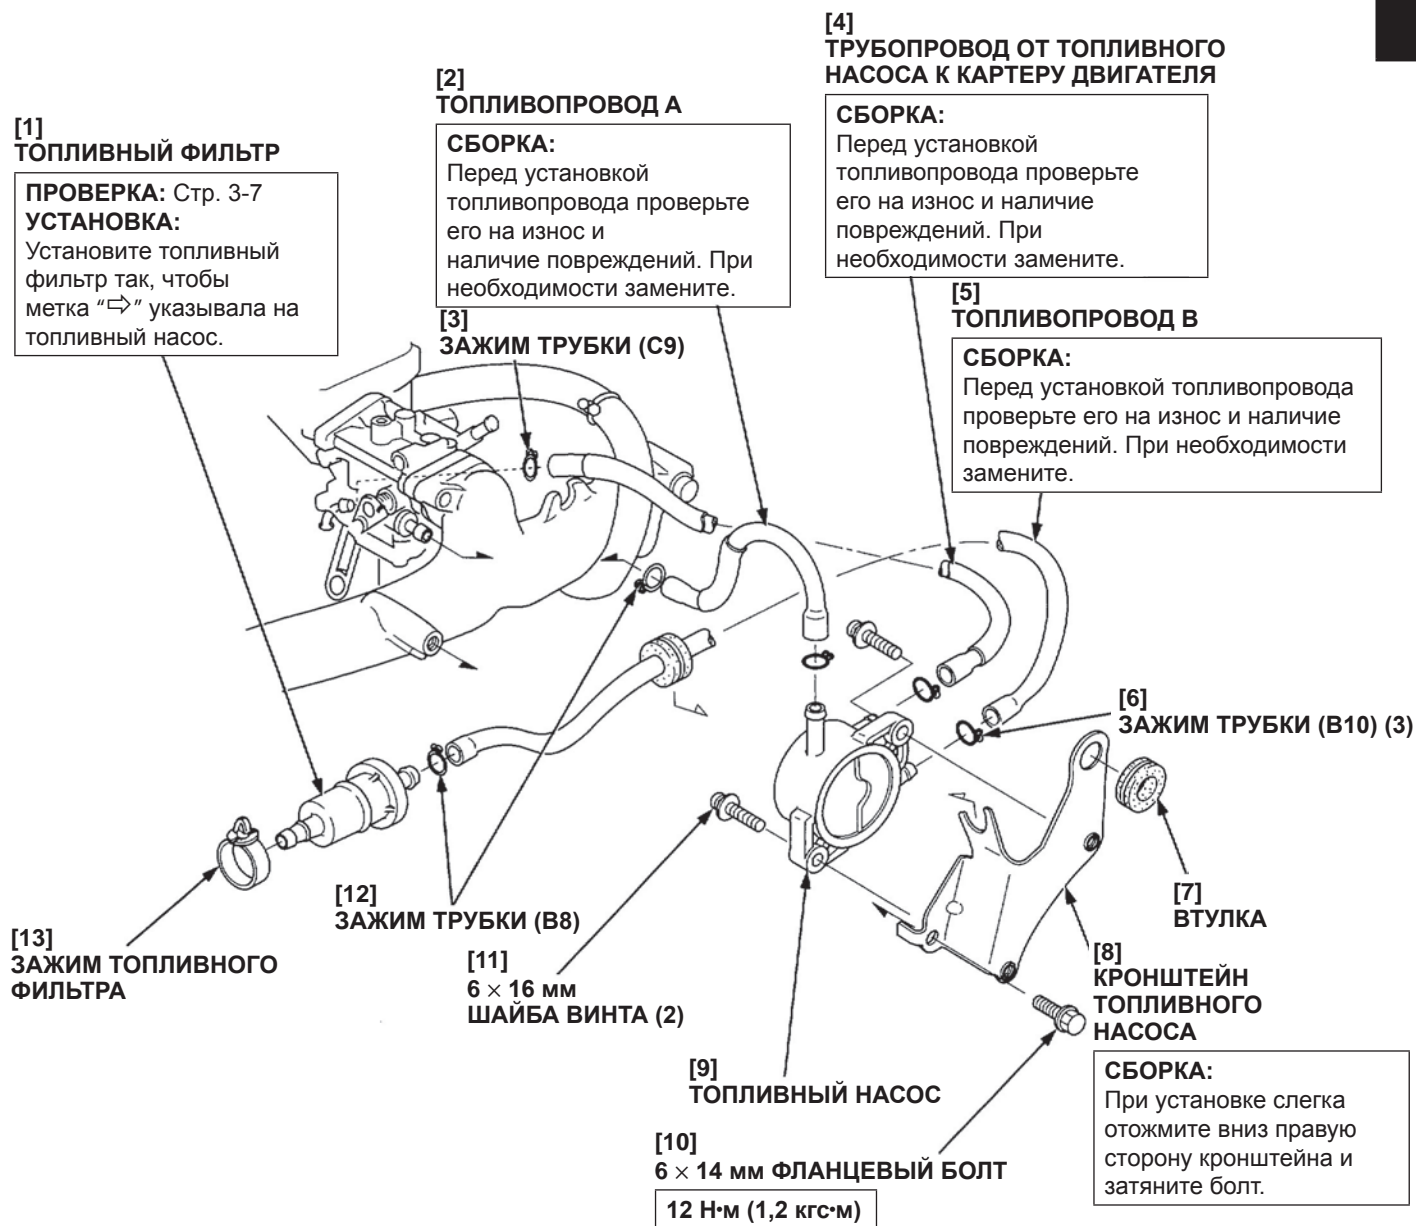 [1]
ТОПЛИВНЫЙ ФИЛЬТР
ПРОВЕРКА: Стр. 3-7
УСТАНОВКА:
Установите топливный
фильтр так, чтобы
метка “⇨” указывала на
топливный насос.
[2]
ТОПЛИВОПРОВОД А
СБОРКА:
Перед установкой
топливопровода проверьте
его на износ и
наличие повреждений. При
необходимости замените.
[3]
ЗАЖИМ ТРУБКИ (С9)
[4]
ТРУБОПРОВОД ОТ ТОПЛИВНОГО
НАСОСА К КАРТЕРУ ДВИГАТЕЛЯ
СБОРКА:
Перед установкой
топливопровода проверьте
его на износ и наличие
повреждений. При
необходимости замените.
[5]
ТОПЛИВОПРОВОД В
СБОРКА:
Перед установкой топливопровода
проверьте его на износ и наличие
повреждений. При необходимости
замените.
[6]
ЗАЖИМ ТРУБКИ (В10) (3)
[7]
ВТУЛКА
[8]
КРОНШТЕЙН
ТОПЛИВНОГО
НАСОСА
СБОРКА:
При установке слегка
отожмите вниз правую
сторону кронштейна и
затяните болт.
[9]
ТОПЛИВНЫЙ НАСОС
[10]
6 × 14 мм ФЛАНЦЕВЫЙ БОЛТ
12 Н•м (1,2 кгс•м)
[11]
6 × 16 мм
ШАЙБА ВИНТА (2)
[12]
ЗАЖИМ ТРУБКИ (В8)
[13]
ЗАЖИМ ТОПЛИВНОГО
ФИЛЬТРА